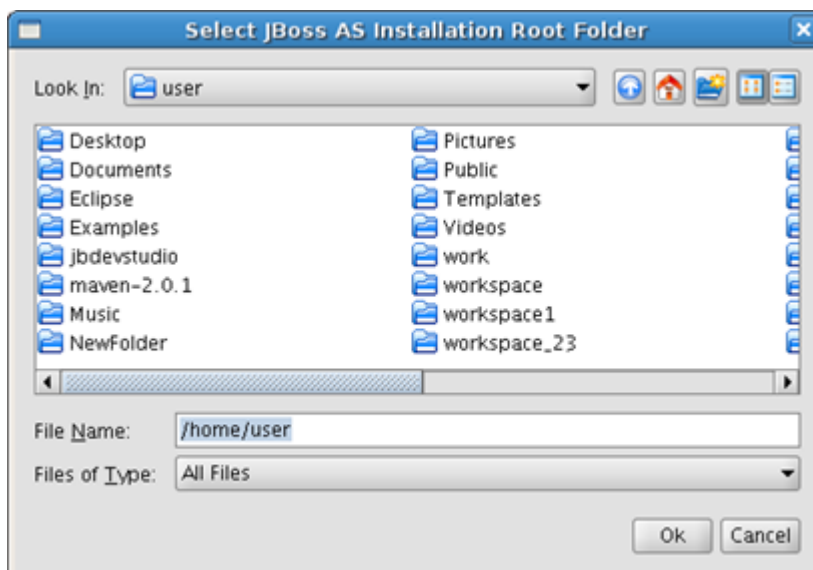 Select JBoss AS Installation Root Folder
Look In: user
Desktop Pictures
Documents Public
Eclipse Templates
Examples Videos
jbdevstudio work
maven-2.0.1 workspace
Music workspace1
NewFolder workspace_23
File Name: /home/user
Files of Type: All Files
Ok Cancel